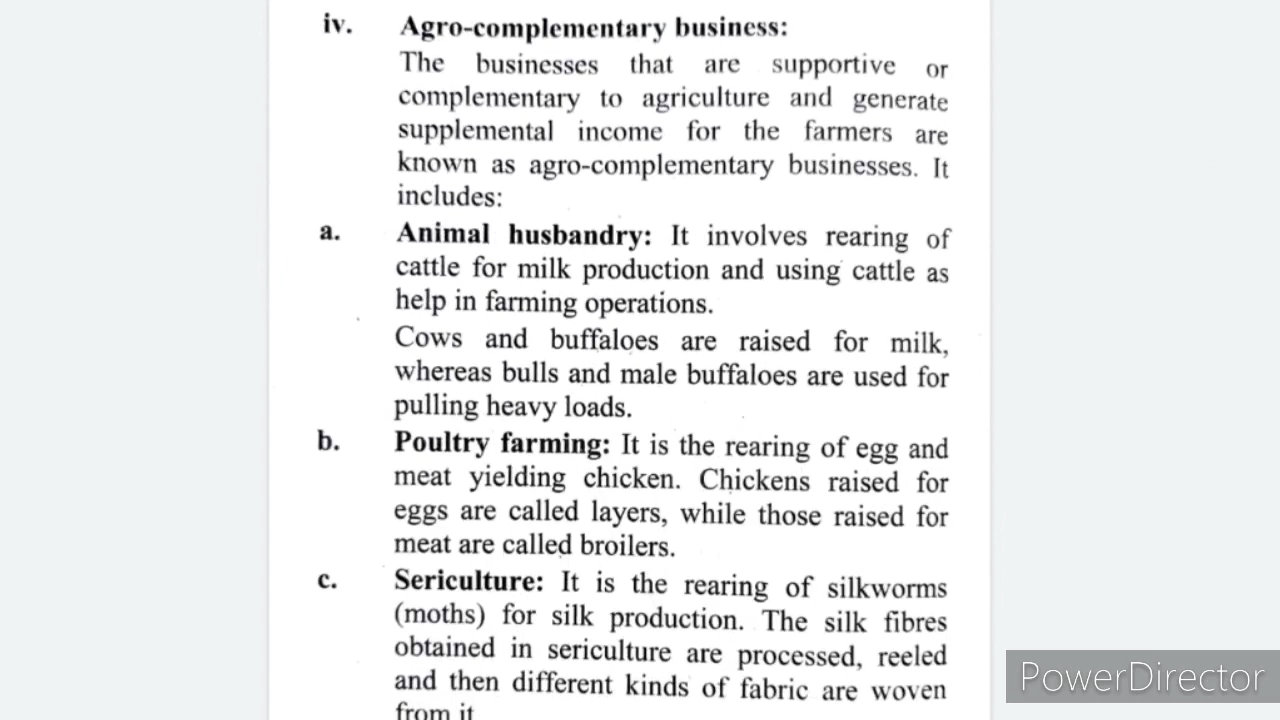 iv. Agro-complementary business:
The businesses that are supportive or
complementary to agriculture and generate
supplemental income for the farmers are
known as agro-complementary businesses. It
includes:
a. Animal husbandry: It involves rearing of
cattle for milk production and using cattle as
help in farming operations.
Cows and buffaloes are raised for milk,
whereas bulls and male buffaloes are used for
pulling heavy loads.
b. Poultry farming: It is the rearing of egg and
meat yielding chicken. Chickens raised for
eggs are called layers, while those raised for
meat are called broilers.
c. Sericulture: It is the rearing of silkworms
(moths) for silk production. The silk fibres
obtained in sericulture are processed, reeled
and then different kinds of fabric are woven
from it
PowerDirector